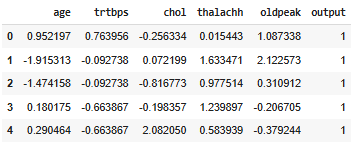 age trtbps chol thalachh oldpeak output
0 0.952197 0.763956 -0.256334 0.015443 1.087338 1
1 -1.915313 -0.092738 0.072199 1.633471 2.122573 1
2 -1.474158 -0.092738 -0.816773 0.977514 0.310912 1
3 0.180175 -0.663867 -0.198357 1.239897 -0.206705 1
4 0.290464 -0.663867 2.082050 0.583939 -0.379244 1